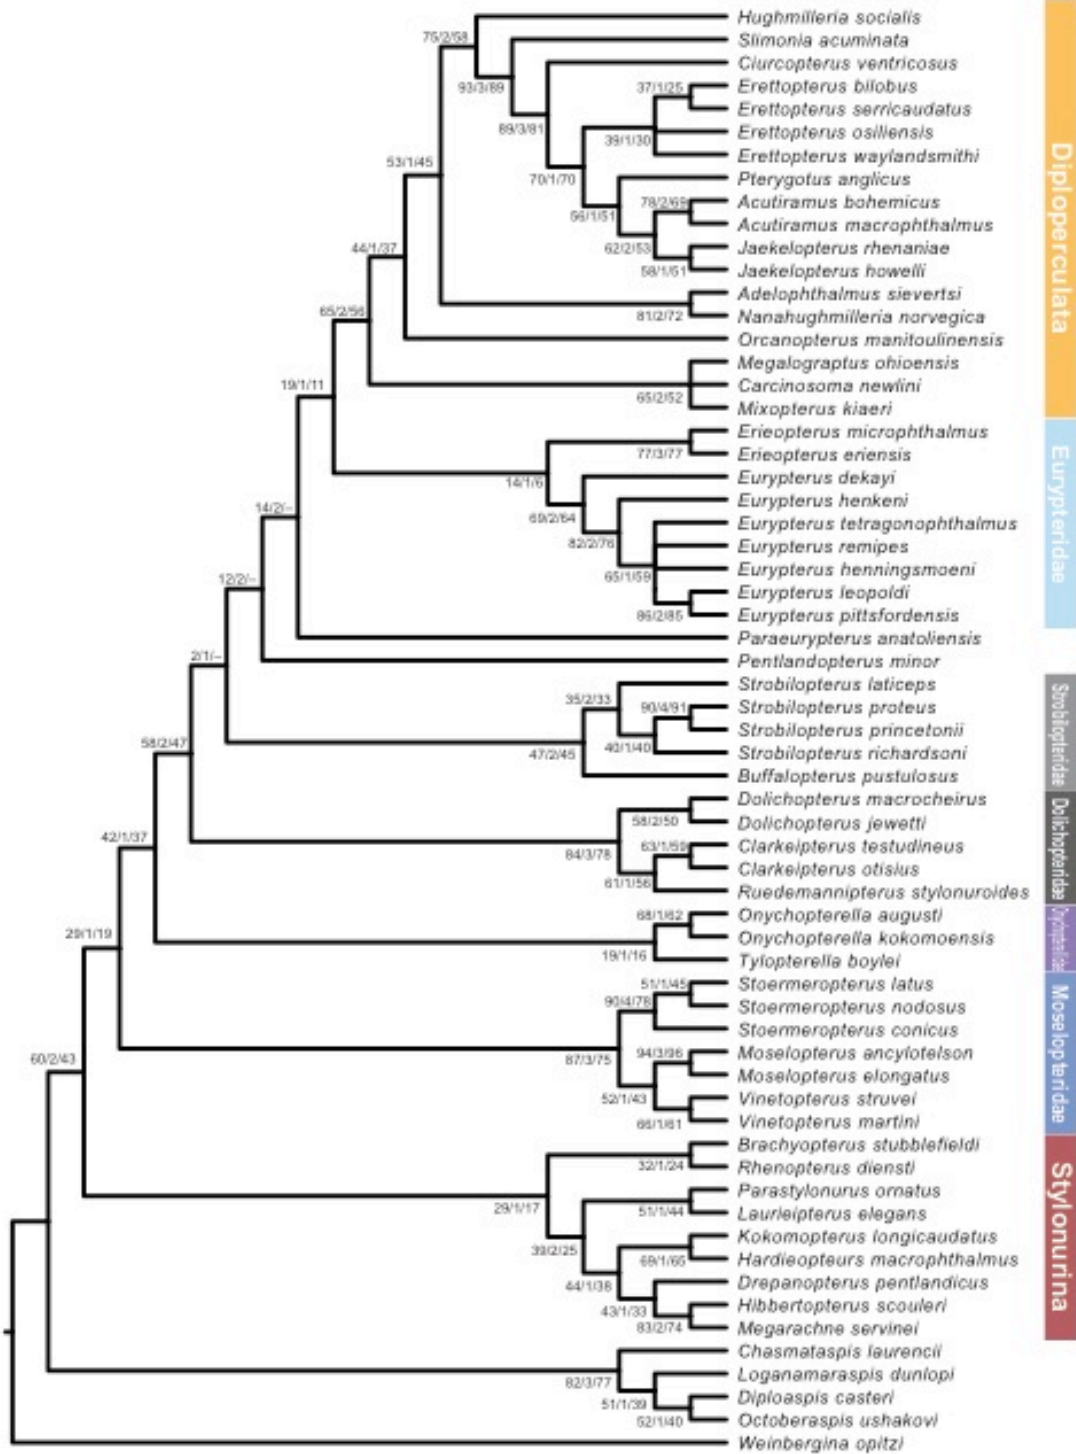 Hughmilleria socialis
75/2/58
Slimonia acuminata
Ciurcopterus ventricosus
93/3/89
37/1/25
Erettopterus bilobus
Erettopterus serricaudatus
89/3/81
Erettopterus osiliensis
39/1/30
Erettopterus waylandsmithi
53/1/45
70/1/70
Pterygotus anglicus
78/2/69
Acutiramus bohemicus
56/1/51
Acutiramus macrophthalmus
44/1/37
62/2/53
Jaekelopterus rhenaniae
58/1/51
Jaekelopterus howelli
Adelophthalmus sievertsi
65/2/56
81/2/72
Nanahughmilleria norvegica
Orcanopterus manitoulinensis
Megalograptus ohioensis
19/1/11
Carcinosoma newlini
65/2/52
Mixopterus kiaeri
Diploperculata
Erieopterus microphthalmus
77/3/77
Erieopterus eriensis
14/1/6
Eurypterus dekayi
Eurypterus henkeni
14/2/–
69/2/64
Eurypterus tetragonophthalmus
82/2/76
Eurypterus remipes
12/2/–
65/1/59
Eurypterus henningsmoeni
Eurypterus leopoldi
86/2/85
Eurypterus pittsfordensis
Eurypteridae
Paraeurypterus anatoliensis
2/1/–
Pentlandopterus minor
Strobilopterus laticeps
35/2/33
90/4/91
Strobilopterus proteus
Strobilopterus princetonii
58/2/47
47/2/45
40/1/40
Strobilopterus richardsoni
Buffalopterus pustulosus
Strobilopteridae
Dolichopterus macrocheirus
58/2/50
Dolichopterus jewetti
42/1/37
63/1/59
Clarkeipterus testudineus
84/3/78
Clarkeipterus otisius
61/1/56
Ruedemannipterus stylonuroides
Dolichopteridae
68/1/62
Onychopterella augusti
29/1/19
Onychopterella kokomoensis
19/1/16
Tylopterella boylei
Onychopterellidae
51/1/45
Stoermeropterus latus
90/4/78
Stoermeropterus nodosus
Stoermeropterus conicus
60/2/43
87/3/75
94/3/96
Moselopterus ancylotelson
Moselopterus elongatus
52/1/43
Vinetopterus struvei
66/1/61
Vinetopterus martini
Moselopteridae
Brachyopterus stubblefieldi
32/1/24
Rhenopterus diensti
29/1/17
Parastylonurus ornatus
51/1/44
Laurieipterus elegans
39/2/25
Kokomopterus longicaudatus
69/1/65
Hardieopteurs macrophthalmus
44/1/38
Drepanopterus pentlandicus
43/1/33
Hibbertopterus scouleri
83/2/74
Megarachne servinei
Stylonurina
Chasmataspis laurencii
82/3/77
Loganamaraspis dunlopi
51/1/39
Diploaspis casteri
52/1/40
Octoberaspis ushakovi
Weinbergina opitzi